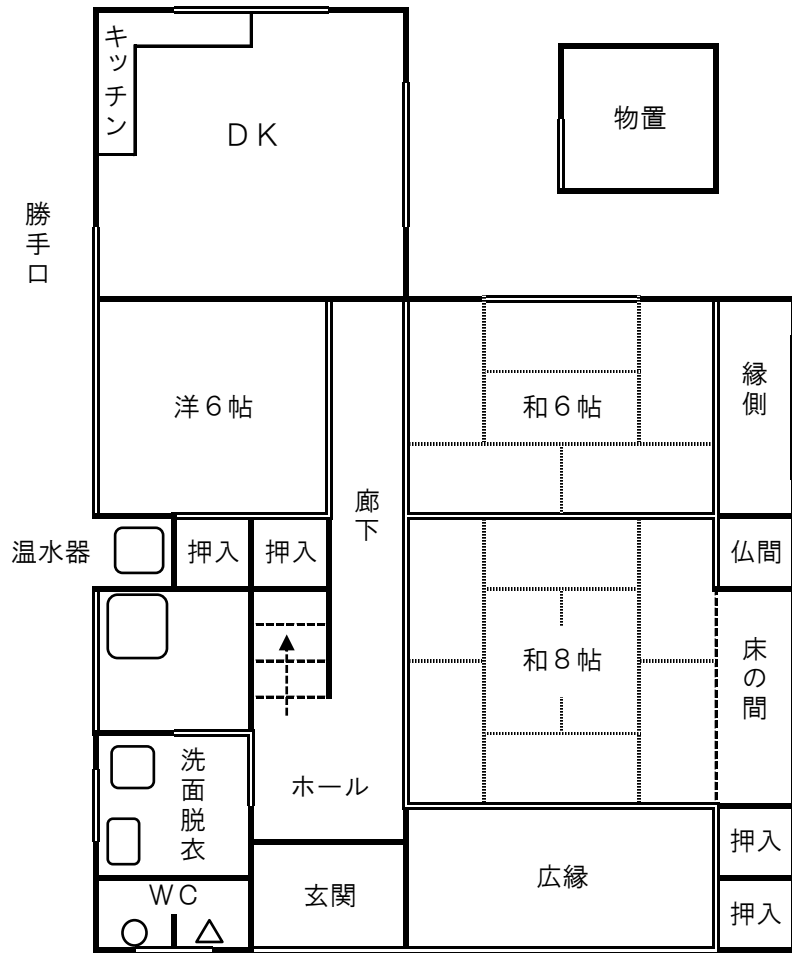 キッチン
ＤＫ
物置
勝手口
洋６帖
和６帖
縁側
廊下
温水器
押入
押入
仏間
和８帖
床の間
洗面脱衣
ホール
押入
ＷＣ
玄関
広縁
押入